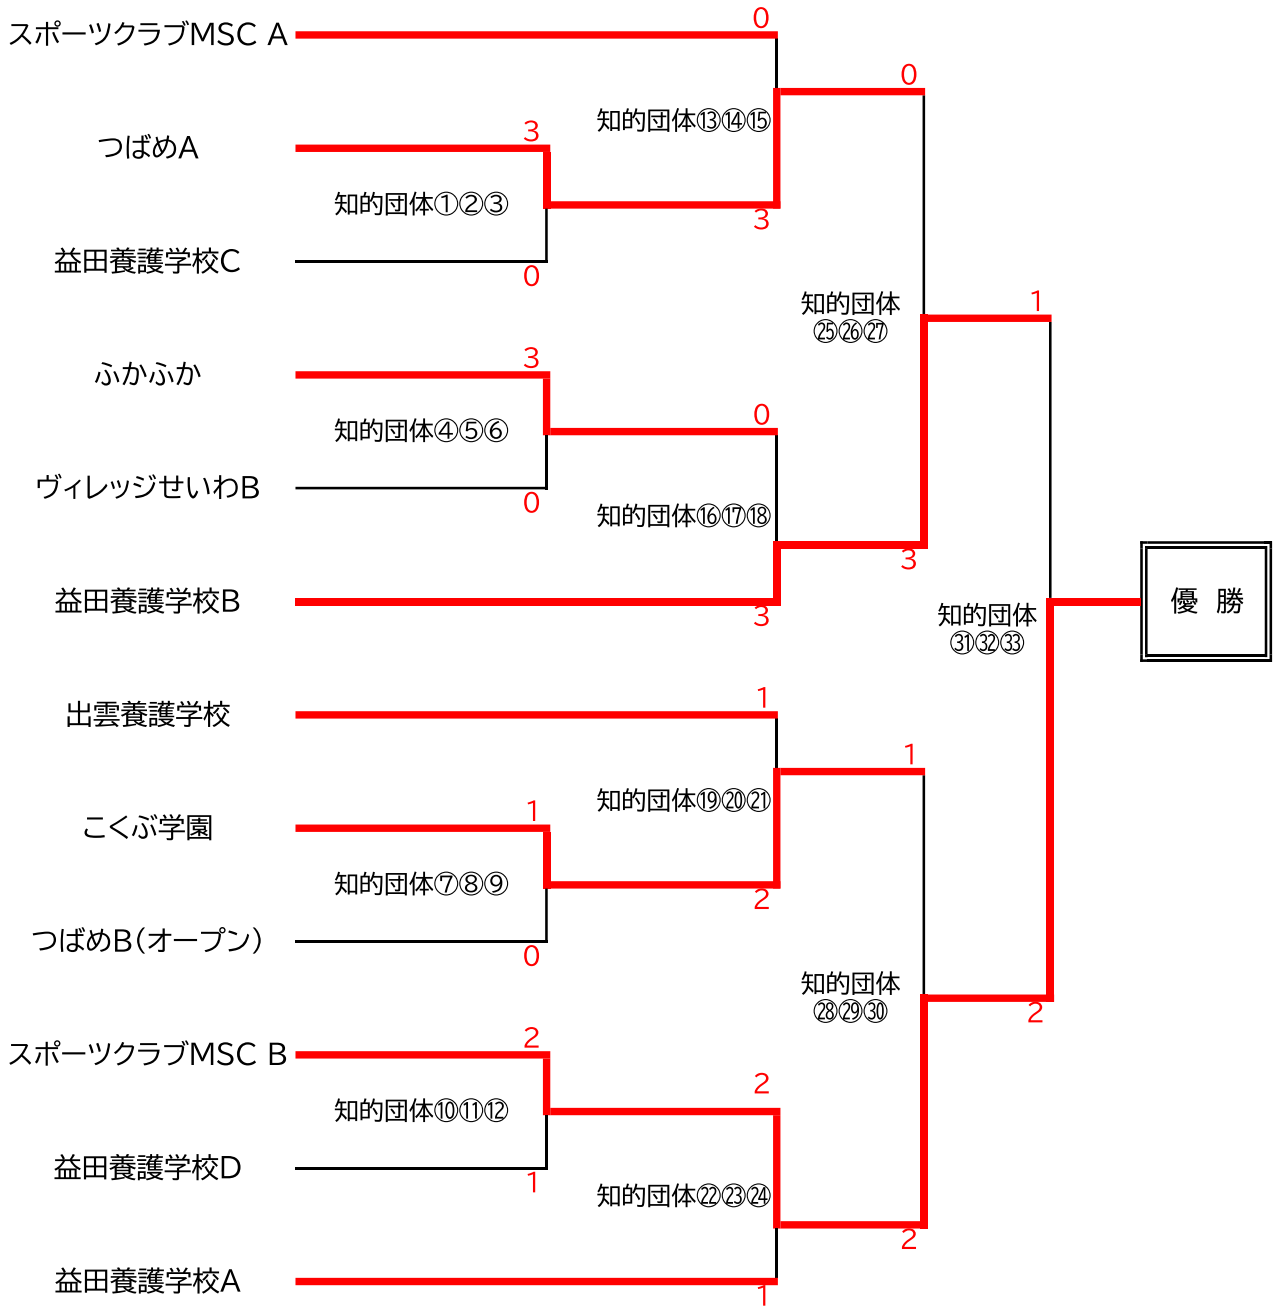 0
スポーツクラブMSC A
0
知的団体⑬⑭⑮
3
つばめA
知的団体①②③
3
益田養護学校C
0
知的団体
㉕㉖㉗
1
3
ふかふか
0
知的団体④⑤⑥
ヴィレッジせいわB
0
知的団体⑯⑰⑱
3
益田養護学校B
3
優 勝
知的団体
㉛㉜㉝
1
出雲養護学校
1
知的団体⑲⑳㉑
1
こくぶ学園
知的団体⑦⑧⑨
2
つばめB(オープン)
0
知的団体
㉘㉙㉚
2
2
スポーツクラブMSC B
2
知的団体⑩⑪⑫
益田養護学校D
1
知的団体㉒㉓㉔
2
益田養護学校A
1